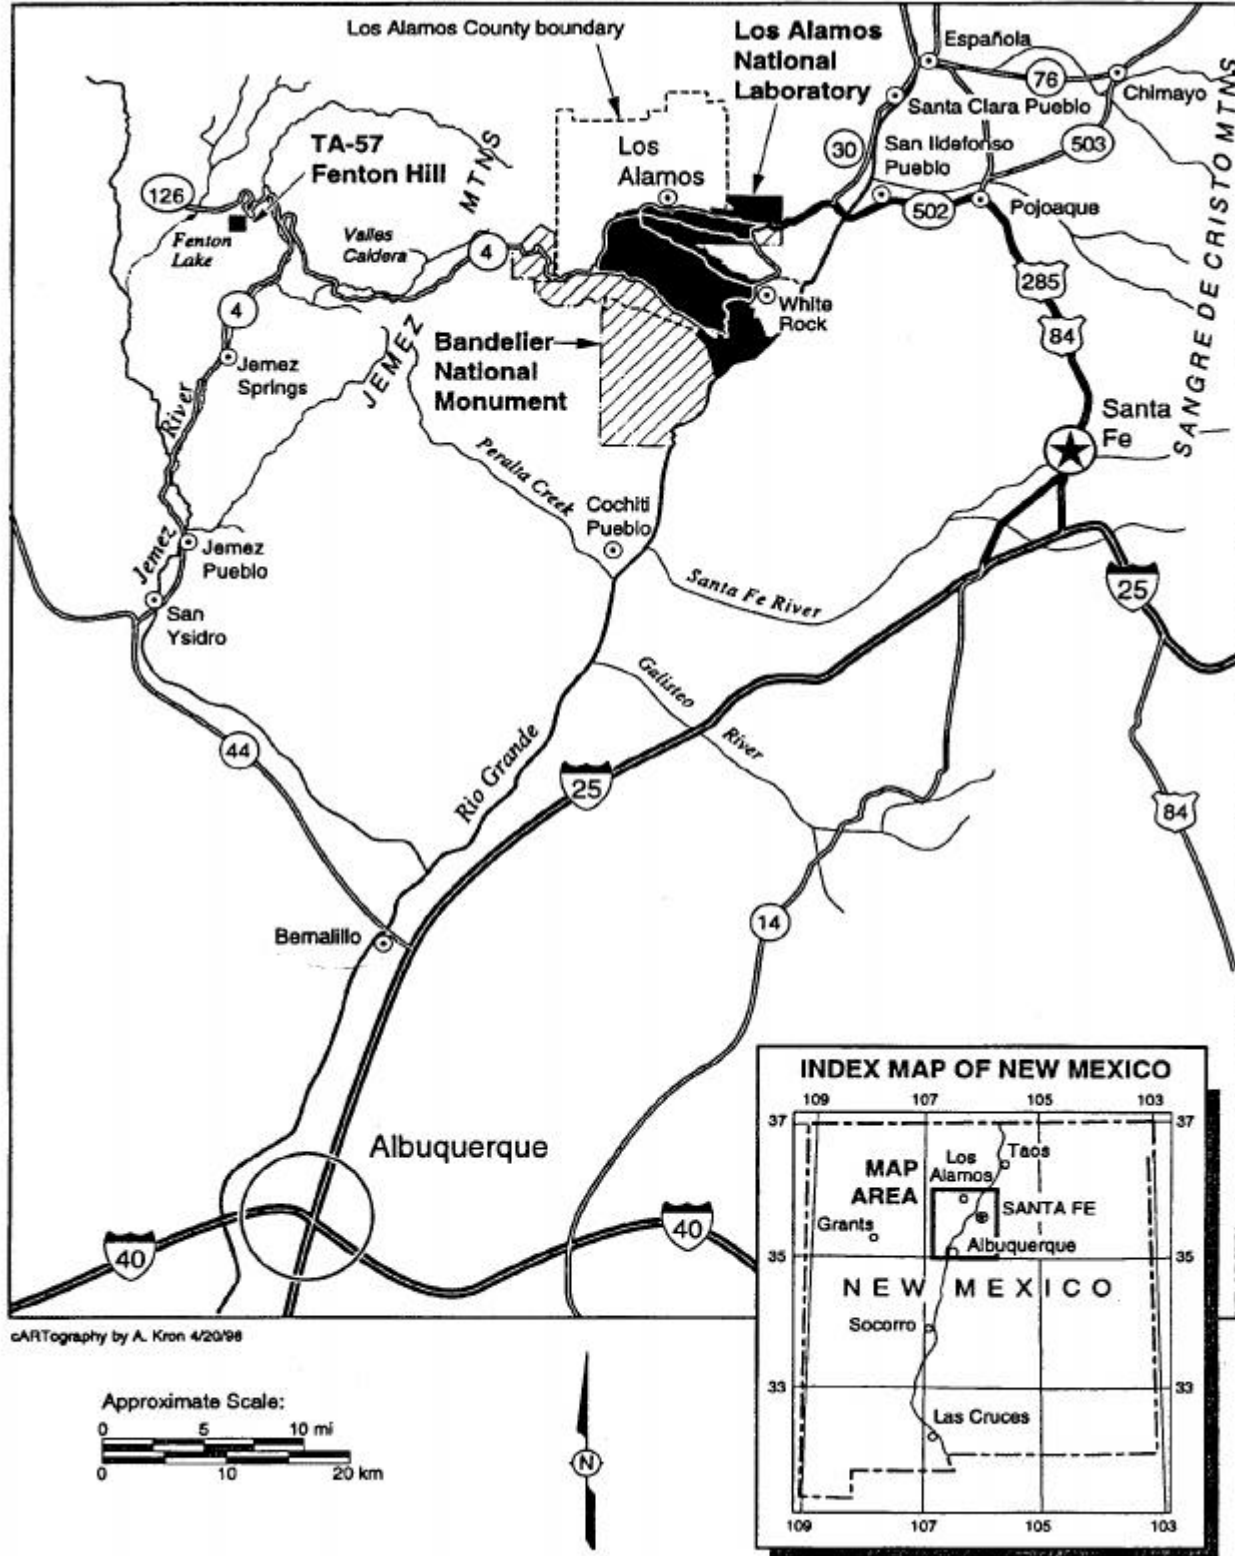 Los Alamos County boundary
Los Alamos
National
Laboratory
Española
76
Chimayo
Santa Clara Pueblo
San Ildefonso
Pueblo
30
503
502
Pojoaque
SANGRE DE CRISTO MTNS
TA-57
Fenton Hill
126
Fenton
Lake
MTNS
Valles
Caldera
4
Los
Alamos
White
Rock
285
84
4
Jemez
Springs
JEMEZ
Bandelier
National
Monument
Santa
Fe
River
Peralta Creek
Cochiti
Pueblo
Jemez
Jemez
Pueblo
San
Ysidro
Santa Fe River
25
Galisteo
River
44
Rio Grande
25
84
14
Bernalillo
Albuquerque
40
40
INDEX MAP OF NEW MEXICO
109 107 105 103
37 37
Taos
Los
Alamos
MAP
AREA
SANTA FE
Grants
Albuquerque
35 35
NEW MEXICO
Socorro
33 33
Las Cruces
109 107 105 103
cARTography by A. Kron 4/20/98
Approximate Scale:
0 5 10 mi
0 10 20 km
N